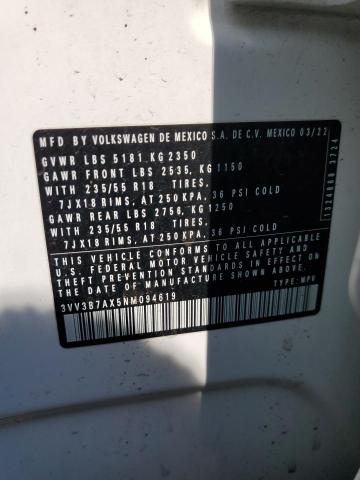 MFD BY VOLKSWAGEN DE MEXICO S.A. DE C.V. MEXICO 03/22
GVWR LBS 5181,KG 2350
GAWR FRONT LBS 2535, KG 1150
WITH 235/55 R18 TIRES,
7JX18 RIMS, AT 250 KPA, 36 PSI COLD
GAWR REAR LBS 2756, KG 1250
WITH 235/55 R18 TIRES,
7JX18 RIMS, AT 250 KPA, 36 PSI COLD
THIS VEHICLE CONFORMS TO ALL APPLICABLE
U.S. FEDERAL MOTOR VEHICLE SAFETY AND
THEFT PREVENTION STANDARDS IN EFFECT ON THE
DATE OF MANUFACTURE SHOWN ABOVE.
3VV3B7AX5NM094619 TYPE: MPV